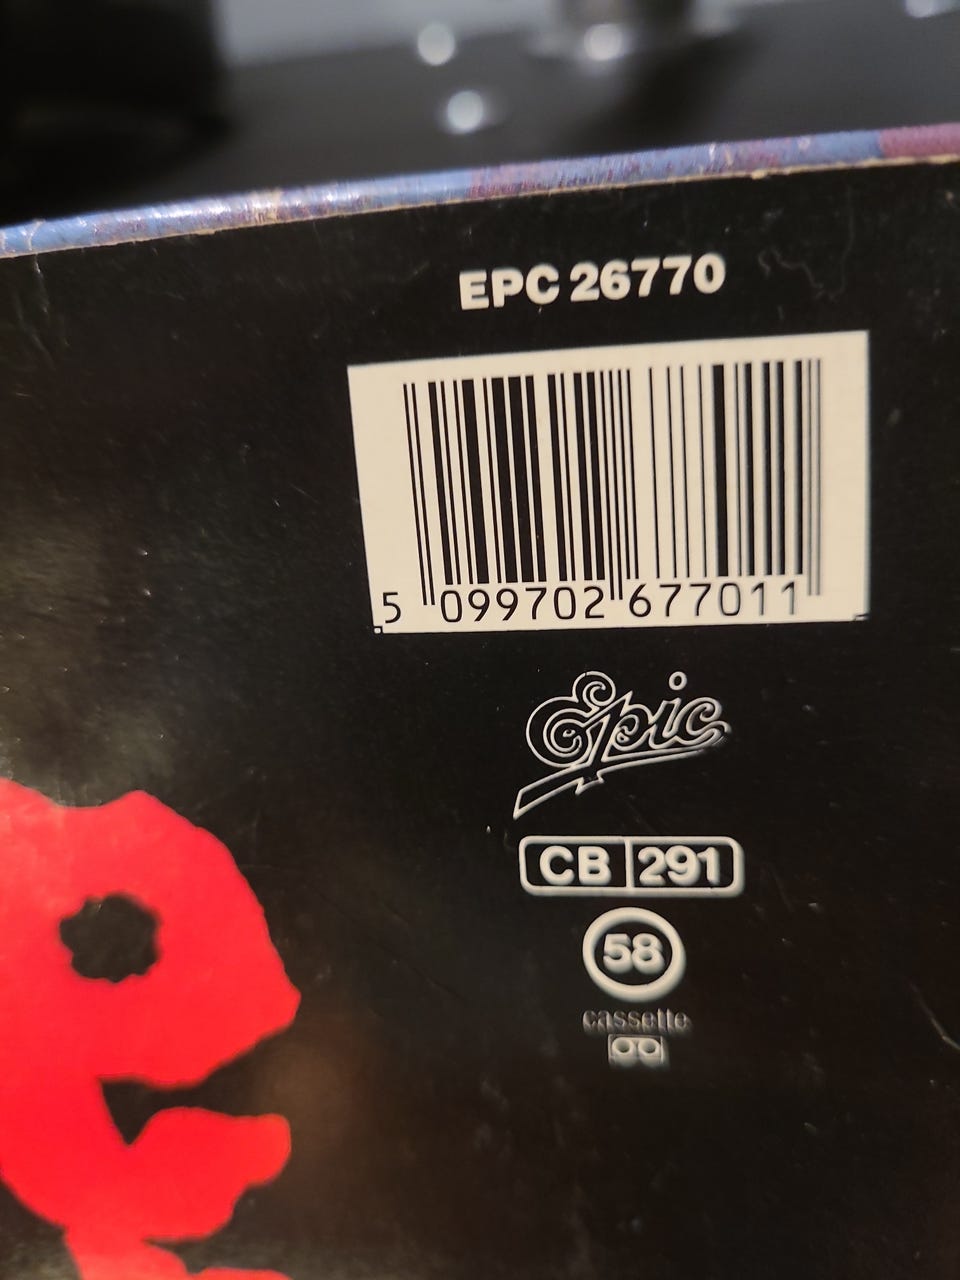 EPC 26770
5 099702 677011
Epic
CB 291
58
cassette